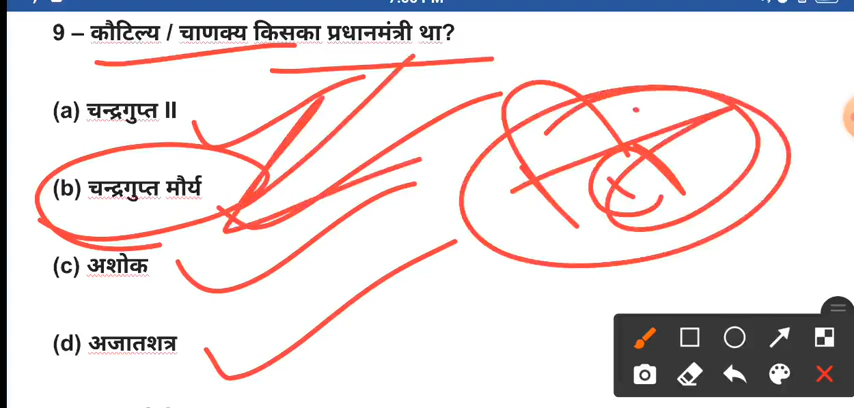 9 – कौटिल्य / चाणक्य किसका प्रधानमंत्री था?
(a) चन्द्रगुप्त II
(b) चन्द्रगुप्त मौर्य
(c) अशोक
(d) अजातशत्र